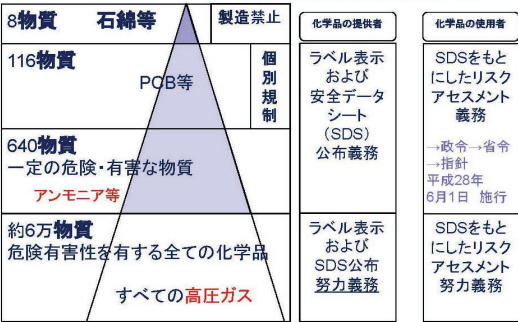 8物質 石綿等
製造禁止
116物質
PCB等
個別規制
640物質
一定の危険・有害な物質
アンモニア等
約6万物質
危険有害性を有する全ての化学品
すべての高圧ガス
化学品の提供者
ラベル表示
および
安全データ
シート
（SDS）
公布義務
ラベル表示
および
SDS公布
努力義務
化学品の使用者
SDSをもと
にしたリスク
アセスメント
義務
→政令→省令
→指針
平成28年
6月1日 施行
SDSをもと
にしたリスク
アセスメント
努力義務